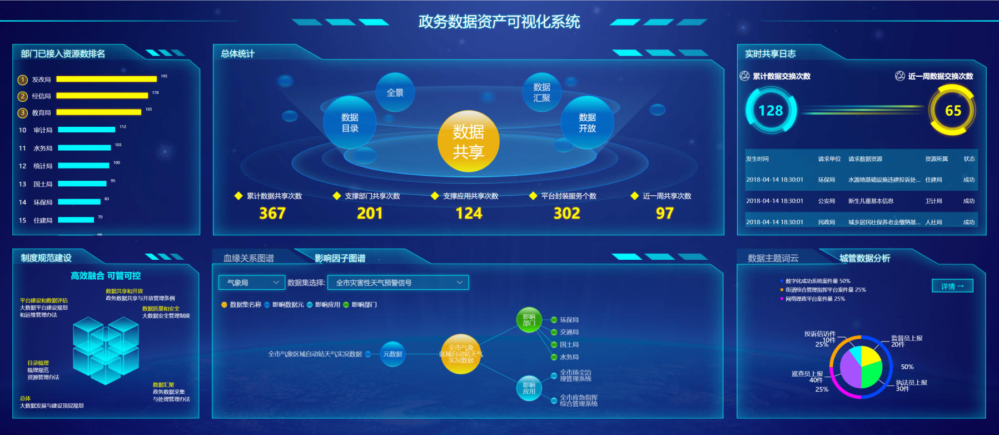 政务数据资产可视化系统
部门已接入资源数排名
1 发改局 195
2 经信局 178
3 教育局 165
10 审计局 112
11 水务局 103
12 统计局 100
13 国土局 95
14 环保局 83
15 住建局 70
总体统计
全景
数据
汇聚
数据
目录
数据
开放
数据
共享
累计数据共享次数
367
支撑部门共享次数
201
支撑应用共享次数
124
平台封装服务个数
302
近一周共享次数
97
实时共享日志
累计数据交换次数
近一周数据交换次数
128
65
发生时间 请求单位 请求数据资源 资源所属 状态
2018-04-14 18:30:01 环保局 水源地基础设施违建投诉处... 住建局 成功
2018-04-14 18:30:01 公安局 新生儿童基本信息 卫计局 成功
2018-04-14 18:30:01 民政局 城乡居民社保养老金缴纳基... 人社局 成功
制度规范建设
高效融合 可管可控
数据共享和开放
政务数据共享与开放管理条例
平台建设和数据评估
大数据平台建设规划
和运维管理办法
数据质量和安全
大数据安全管理制度
目录梳理
梳理规范
资源管理办法
数据汇聚
政务数据采集
与处理管理办法
总体
大数据发展与建设顶层规划
血缘关系图谱
影响因子图谱
气象局
数据集选择:
全市灾害性天气预警信号
数据集名称 影响数据元 影响应用 影响部门
全市气象区域自动站天气实况数据
元数据
全市气象
区域自动站天气
实况数据
影响
部门
环保局
交通局
国土局
水务局
影响
应用
全市扬尘治
理管理系统
全市应急指挥
综合管理系统
数据主题词云
城管数据分析
数字化成功系统案件量 50%
街道综合管理指挥平台案件量 25%
网络理政平台案件量 25%
详情 →
投诉信访件
10件
25%
监督员上报
20件
50%
巡查员上报
40件
25%
执法员上报
30件